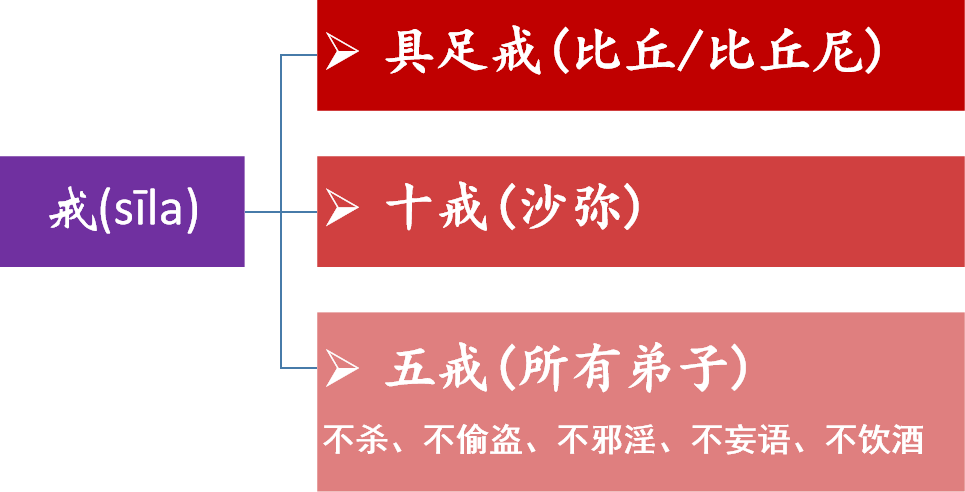 戒(sīla)
➢ 具足戒(比丘/比丘尼)
➢ 十戒(沙弥)
➢ 五戒(所有弟子)
不杀、不偷盗、不邪淫、不妄语、不饮酒